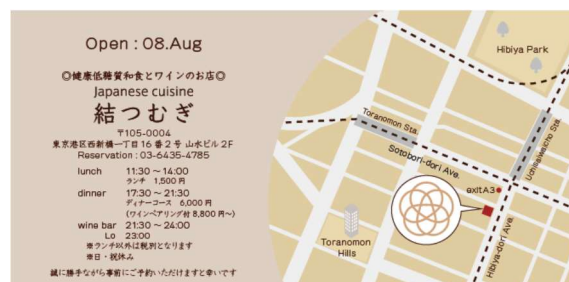 Open : 08.Aug
◎健康低糖質和食とワインのお店◎
Japanese cuisine
結つむぎ
〒105-0004
東京港区西新橋一丁目16番2号 山水ビル2F
Reservation : 03-6435-4785
lunch 11:30 〜 14:00
ランチ 1,500円
dinner 17:30 〜 21:30
ディナーコース 6,000円
(ワインペアリング付 8,800円〜)
wine bar 21:30 〜 24:00
Lo 23:00
※ランチ以外は税別となります
※日・祝休み
誠に勝手ながら事前にご予約いただけますと幸いです
Hibiya Park
Toranomon Sta.
Uchisaiwaicho Sta.
Sotobori-dori Ave.
exitA3
Toranomon
Hills
Hibiya-dori Ave.